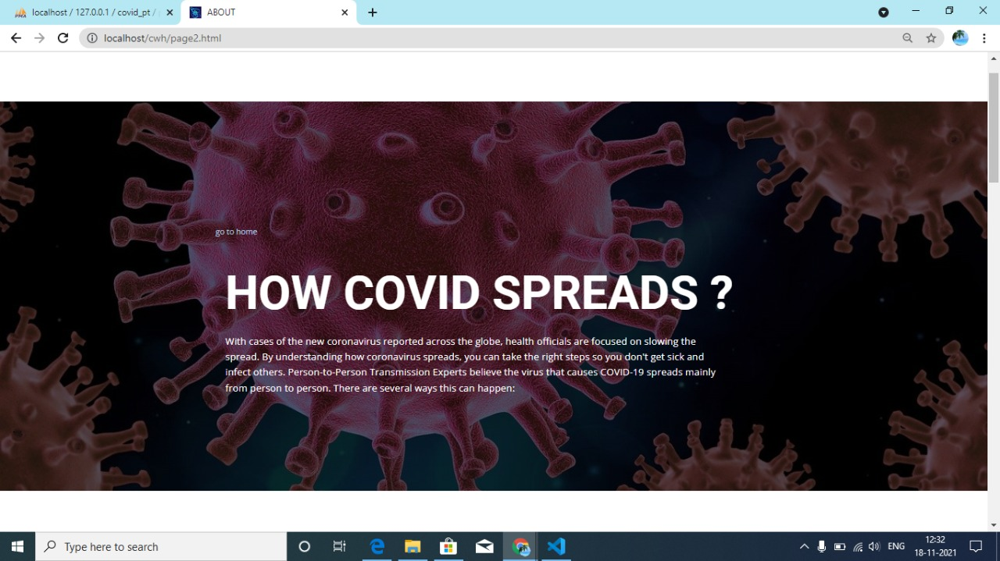 localhost / 127.0.0.1 / covid_pt /
ABOUT
localhost/cwh/page2.html
go to home
HOW COVID SPREADS ?
With cases of the new coronavirus reported across the globe, health officials are focused on slowing the
spread. By understanding how coronavirus spreads, you can take the right steps so you don't get sick and
infect others. Person-to-Person Transmission Experts believe the virus that causes COVID-19 spreads mainly
from person to person. There are several ways this can happen:
Type here to search
ENG
12:32
18-11-2021